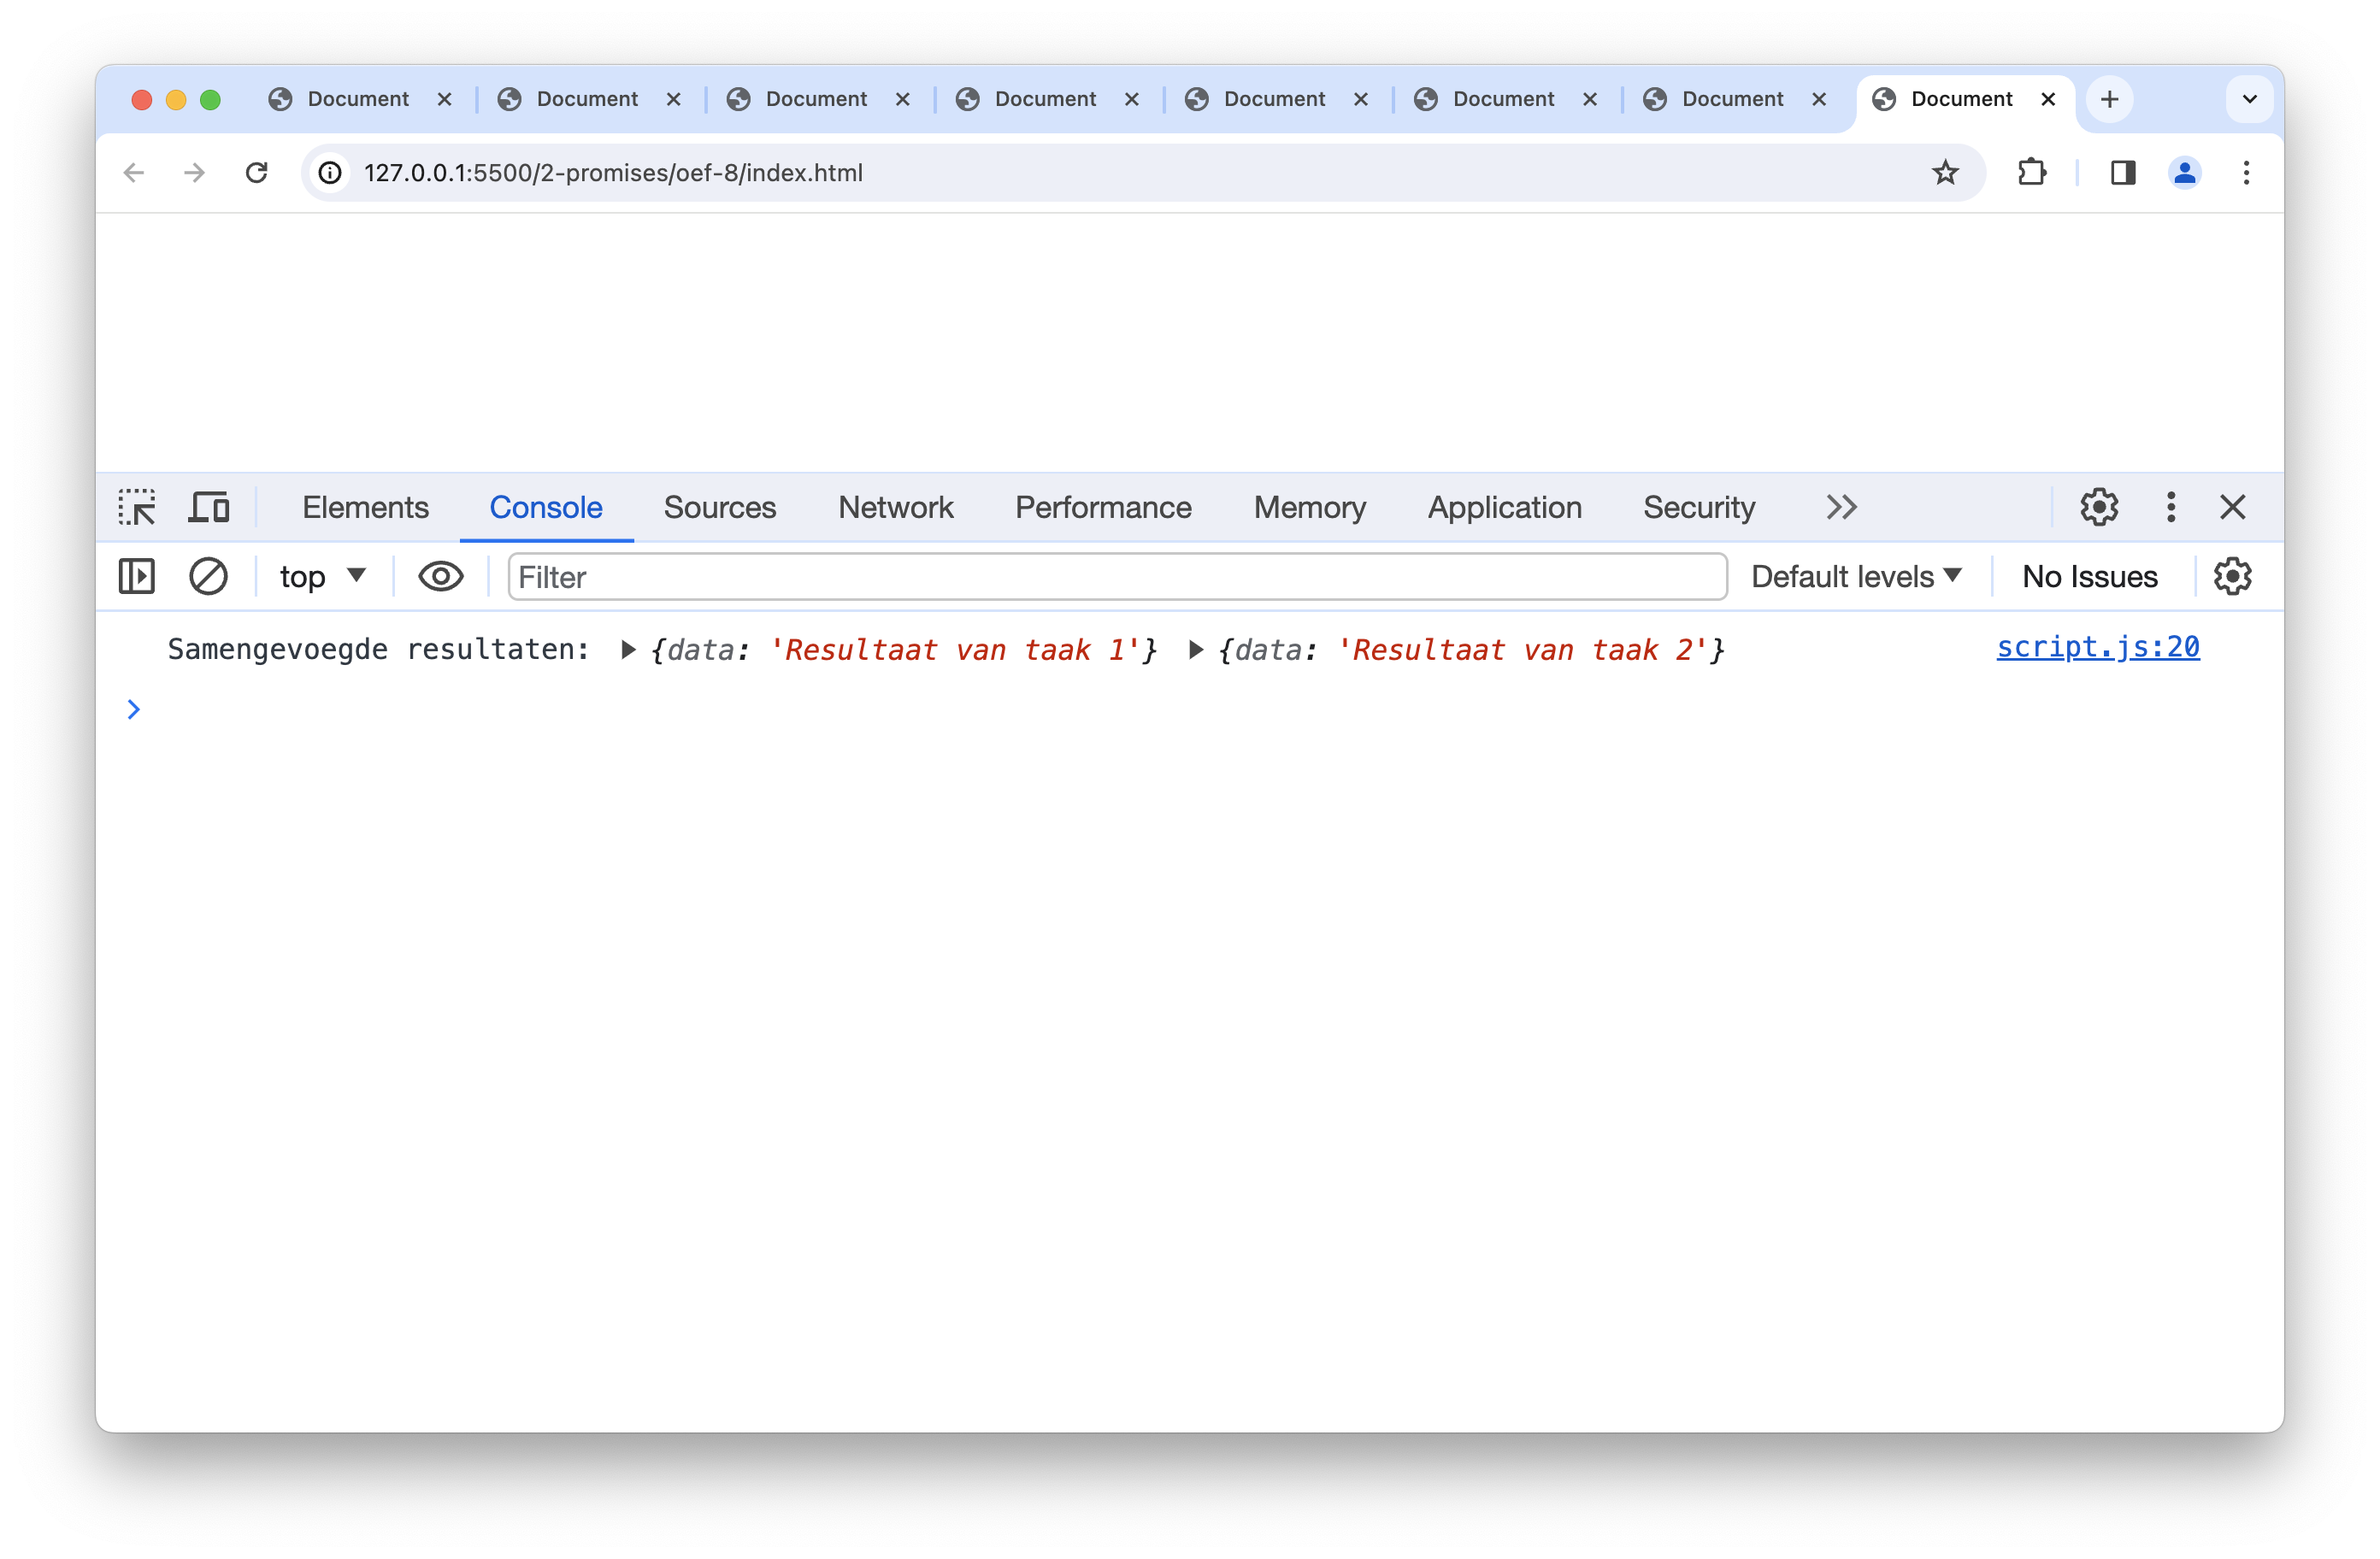 Document Document Document Document Document Document Document Document
127.0.0.1:5500/2-promises/oef-8/index.html
Elements Console Sources Network Performance Memory Application Security
top Filter Default levels No Issues
Samengevoegde resultaten: {data: 'Resultaat van taak 1'} {data: 'Resultaat van taak 2'} script.js:20